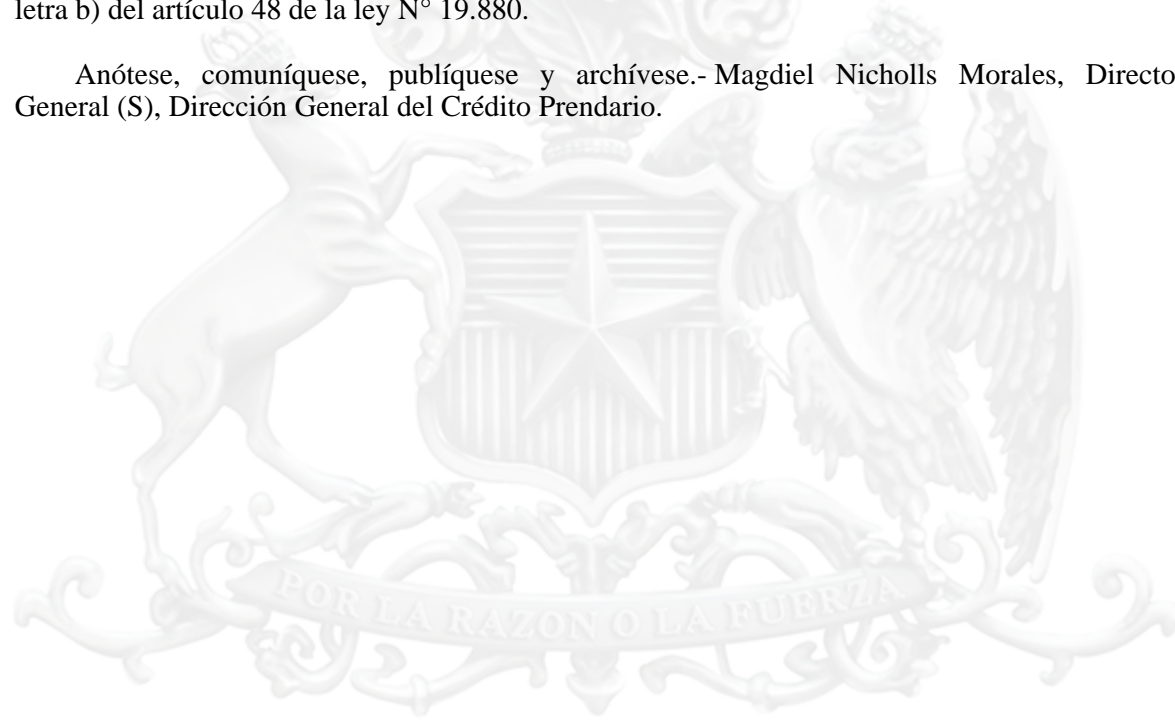 letra b) del artículo 48 de la ley N° 19.880.
Anótese, comuníquese, publíquese y archívese.- Magdiel Nicholls Morales, Directo
General (S), Dirección General del Crédito Prendario.
POR LA RAZON O LA FUERZA